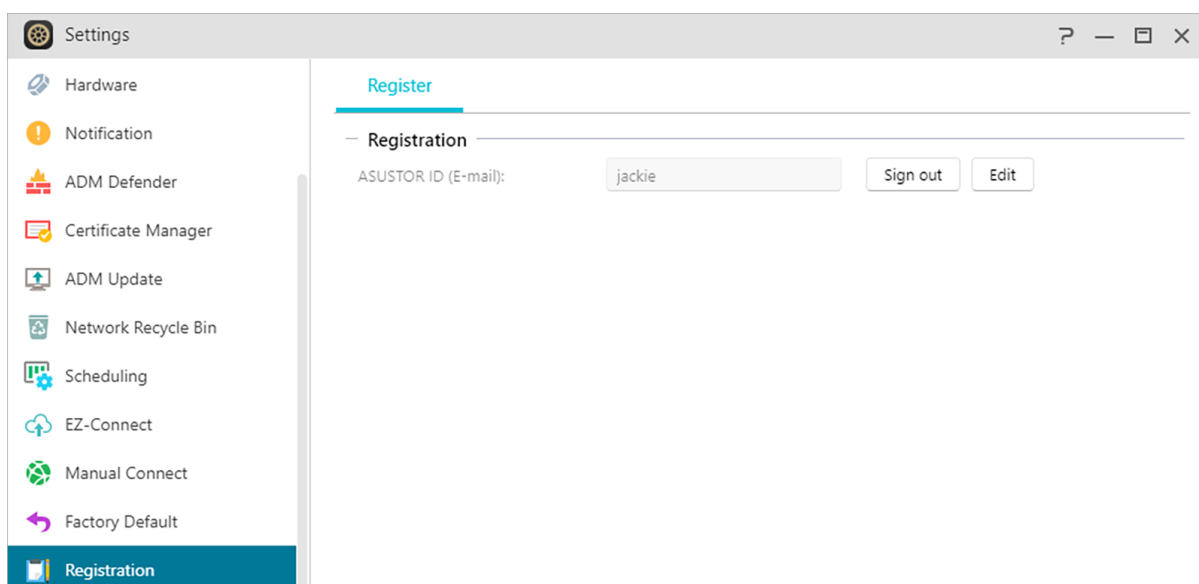 Settings
Hardware
Notification
ADM Defender
Certificate Manager
ADM Update
Network Recycle Bin
Scheduling
EZ-Connect
Manual Connect
Factory Default
Registration
Register
Registration
ASUSTOR ID (E-mail): jackie Sign out Edit